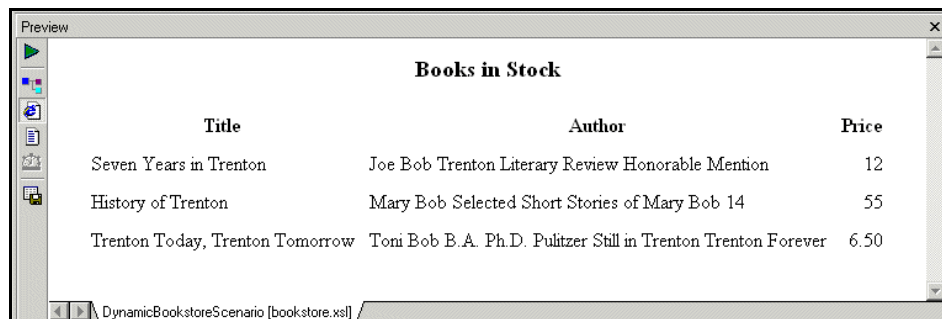 Preview
Books in Stock
Title Author Price
Seven Years in Trenton Joe Bob Trenton Literary Review Honorable Mention 12
History of Trenton Mary Bob Selected Short Stories of Mary Bob 14 55
Trenton Today, Trenton Tomorrow Toni Bob B.A. Ph.D. Pulitzer Still in Trenton Trenton Forever 6.50
DynamicBookstoreScenario [bookstore.xsl]